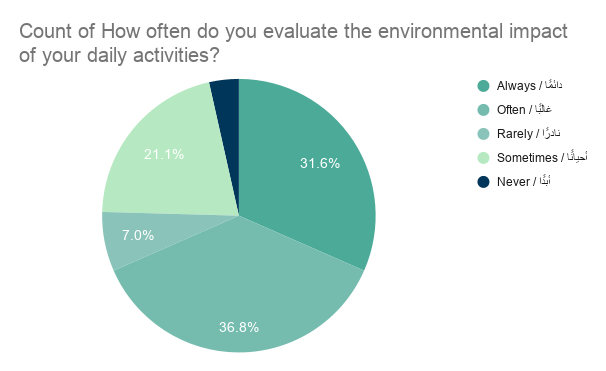 Count of How often do you evaluate the environmental impact
of your daily activities?
Always / دائمًا
Often / غالبًا
Rarely / نادرًا
Sometimes / أحيانًا
Never / أبدًا
31.6%
21.1%
7.0%
36.8%